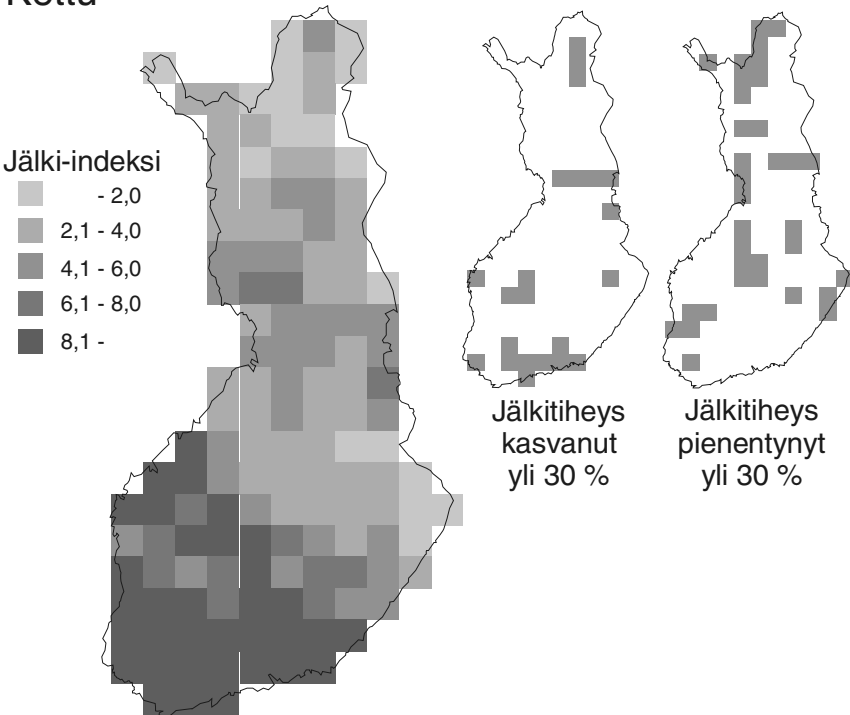 Kettu
Jälki-indeksi
- 2,0
2,1 - 4,0
4,1 - 6,0
6,1 - 8,0
8,1 -
Jälkitiheys
kasvanut
yli 30 %
Jälkitiheys
pienentynyt
yli 30 %